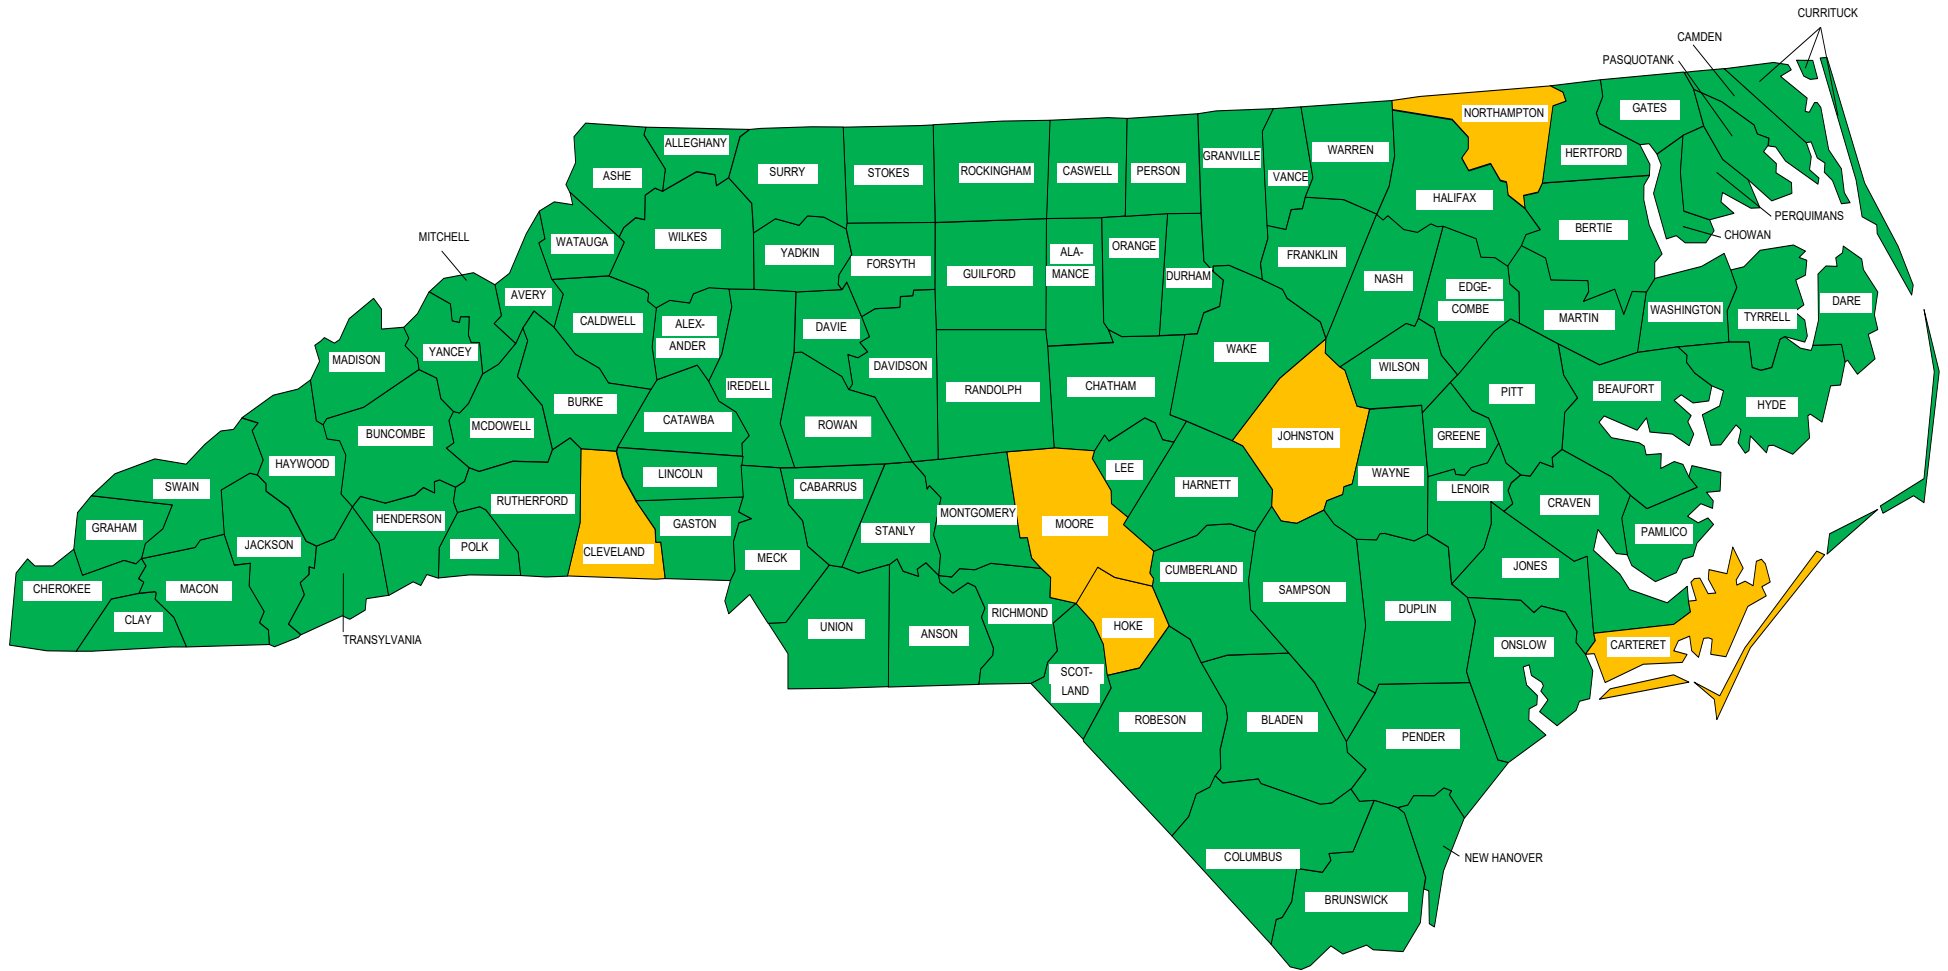 CURRITUCK
CAMDEN
PASQUOTANK
GATES
NORTHAMPTON
ALLEGHANY
WARREN
HERTFORD
GRANVILLE
SURRY
STOKES
ROCKINGHAM
CASWELL
PERSON
ASHE
VANCE
HALIFAX
PERQUIMANS
BERTIE
CHOWAN
MITCHELL
WATAUGA
WILKES
YADKIN
FORSYTH
GUILFORD
ALA-
MANCE
ORANGE
DURHAM
FRANKLIN
NASH
EDGE-
COMBE
AVERY
CALDWELL
ALEX-
ANDER
DAVIE
MARTIN
WASHINGTON
TYRRELL
DARE
MADISON
YANCEY
IREDELL
DAVIDSON
RANDOLPH
CHATHAM
WAKE
WILSON
PITT
BEAUFORT
HYDE
BURKE
CATAWBA
ROWAN
MCDOWELL
BUNCOMBE
JOHNSTON
GREENE
HAYWOOD
LINCOLN
LEE
WAYNE
SWAIN
RUTHERFORD
CABARRUS
HARNETT
LENOIR
CRAVEN
GRAHAM
HENDERSON
GASTON
STANLY
MONTGOMERY
MOORE
PAMLICO
JACKSON
POLK
CLEVELAND
MECK
CUMBERLAND
JONES
CHEROKEE
MACON
SAMPSON
DUPLIN
CLAY
TRANSYLVANIA
UNION
ANSON
RICHMOND
HOKE
ONSLOW
CARTERET
SCOT-
LAND
ROBESON
BLADEN
PENDER
COLUMBUS
NEW HANOVER
BRUNSWICK